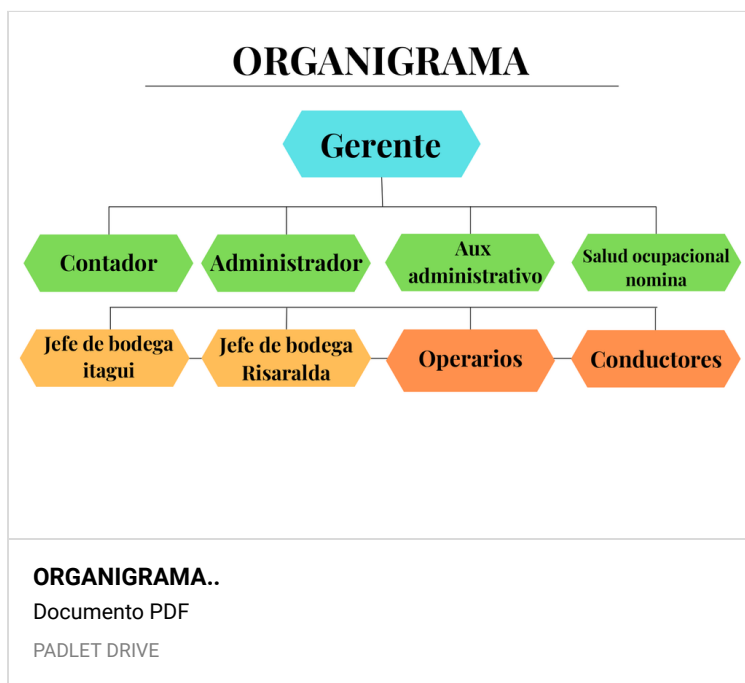 ORGANIGRAMA
Gerente
Contador
Administrador
Aux
administrativo
Salud ocupacional
nomina
Jefe de bodega
itagui
Jefe de bodega
Risaralda
Operarios
Conductores
ORGANIGRAMA..
Documento PDF
PADLET DRIVE